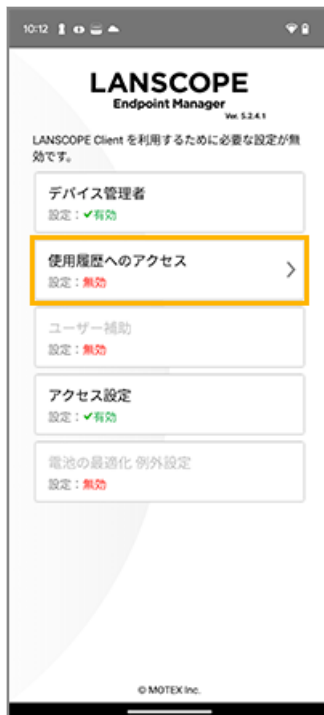 10:12
LANSCOPE
Endpoint Manager
Ver. 5.2.4.1
LANSCOPE Client を利用するために必要な設定が無
効です。
デバイス管理者
設定：✔有効
使用履歴へのアクセス
設定：無効
ユーザー補助
設定：無効
アクセス設定
設定：✔有効
電池の最適化 例外設定
設定：無効
© MOTEX Inc.